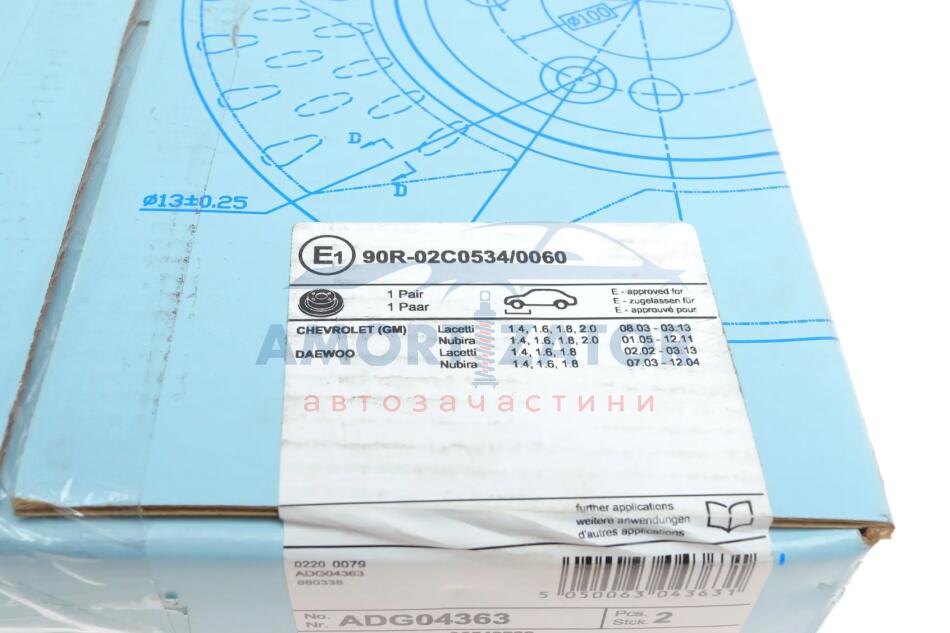 ø100
D
D
ø13±0.25
E1 90R-02C0534/0060
1 Pair
1 Paar
E - approved for
E - zugelassen für
E - approuvé pour
CHEVROLET (GM) Lacetti 1.4, 1.6, 1.8, 2.0 08.03 - 03.13
Nubira 1.4, 1.6, 1.8, 2.0 01.05 - 12.11
DAEWOO Lacetti 1.4, 1.6, 1.8 02.02 - 03.13
Nubira 1.4, 1.6, 1.8 07.03 - 12.04
AMORTIZATOR
автозачастини
further applications
weitere anwendungen
d'autres applications
0220 0079
ADG04363
880338
5 050063 043631
No.
Nr. ADG04363
Pcs.
Stck. 2